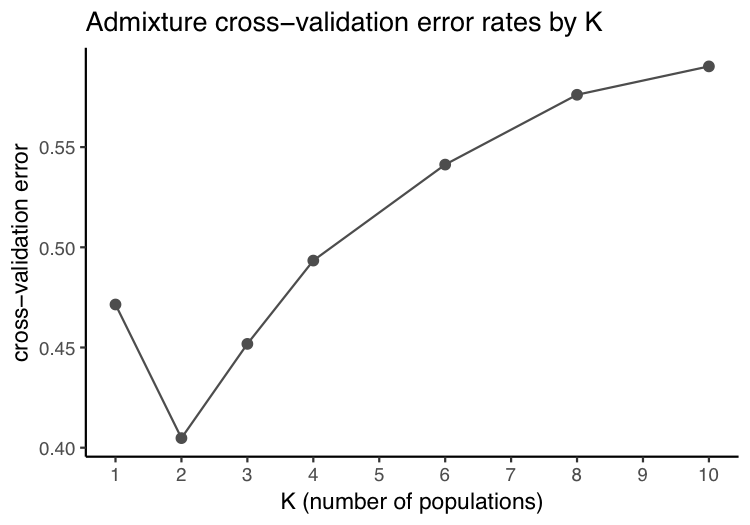 Admixture cross−validation error rates by K
cross−validation error
0.55
0.50
0.45
0.40
1 2 3 4 5 6 7 8 9 10
K (number of populations)